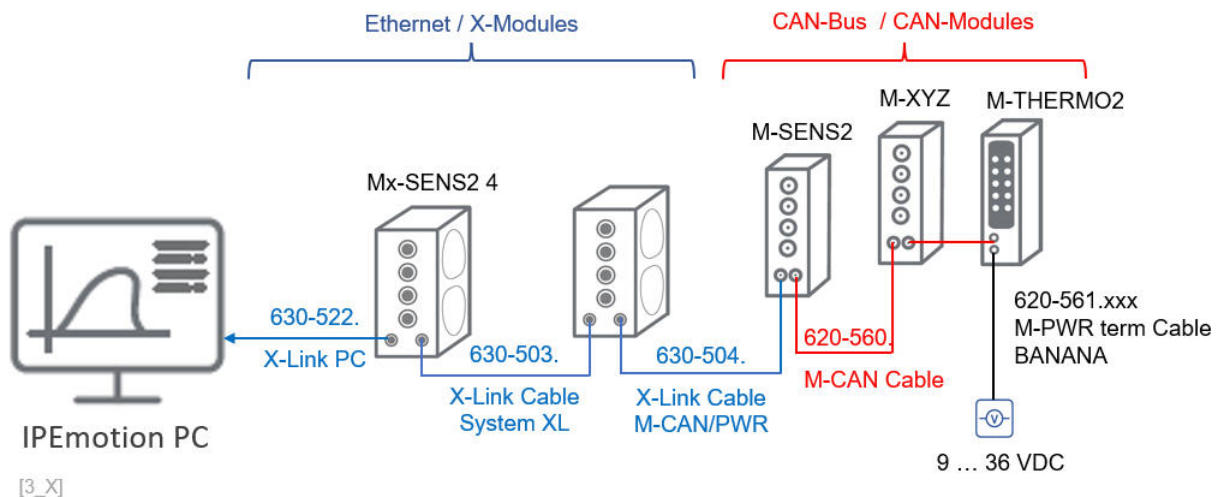 Ethernet / X-Modules
CAN-Bus / CAN-Modules
M-XYZ
M-THERMO2
M-SENS2
Mx-SENS2 4
630-522.
X-Link PC
630-503.
X-Link Cable
System XL
630-504.
X-Link Cable
M-CAN/PWR
620-560.
M-CAN Cable
620-561.xxx
M-PWR term Cable
BANANA
V
9 … 36 VDC
IPEmotion PC
[3_X]